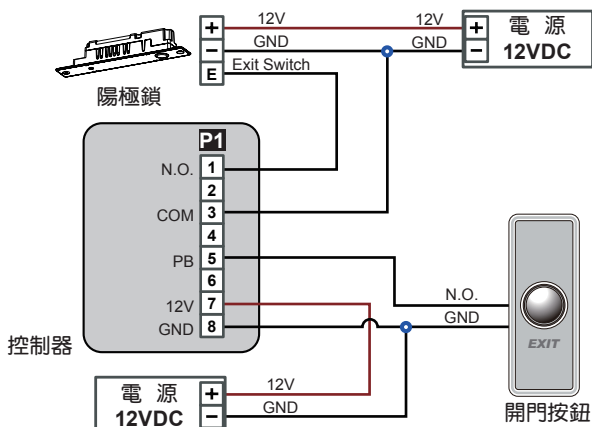 + 12V 12V + 電 源
− GND GND − 12VDC
E Exit Switch
陽極鎖
P1
N.O. 1
2
COM 3
4
PB 5
6
12V 7
GND 8
控制器
N.O.
GND
EXIT
開門按鈕
電 源 + 12V
12VDC − GND